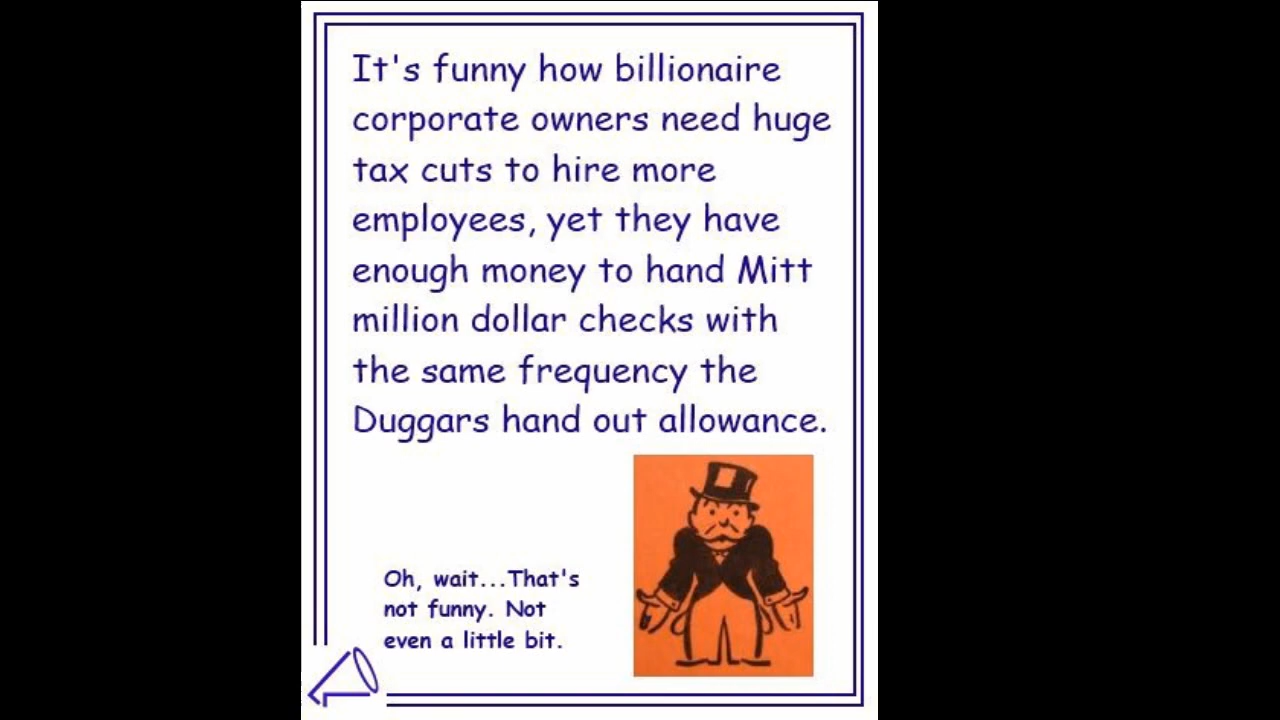 It's funny how billionaire
corporate owners need huge
tax cuts to hire more
employees, yet they have
enough money to hand Mitt
million dollar checks with
the same frequency the
Duggars hand out allowance.
Oh, wait...That's
not funny. Not
even a little bit.